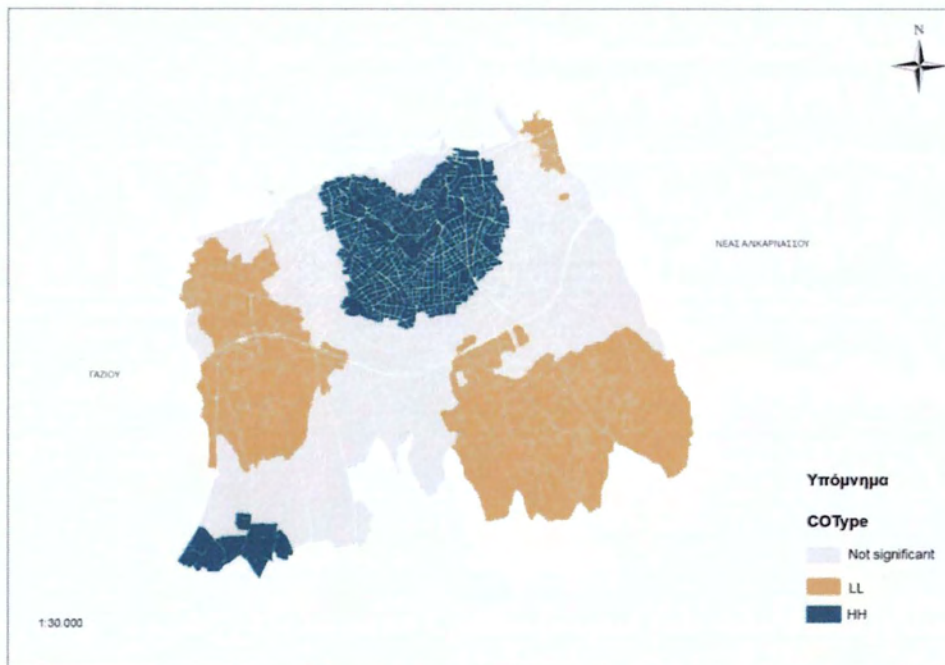 N
ΝΕΑΣ ΑΛΙΚΑΡΝΑΣΣΟΥ
ΓΑΖΙΟΥ
Υπόμνημα
COType
Not significant
LL
HH
1:30.000